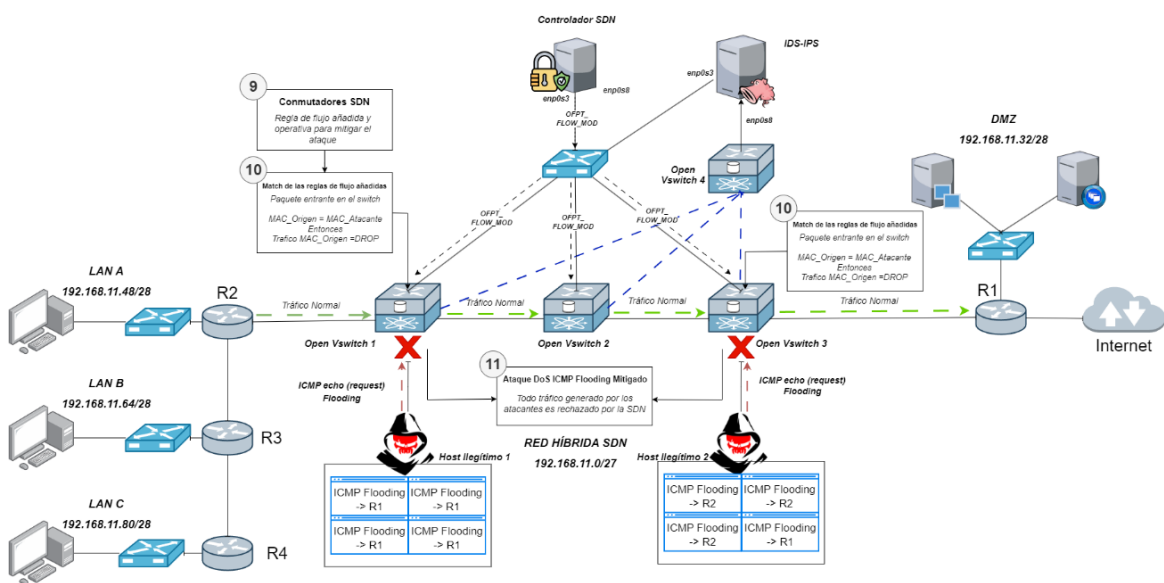 Controlador SDN
IDS-IPS
enp0s3
enp0s8
enp0s3
enp0s8
OFPT_
FLOW_MOD
9
Conmutadores SDN
Regla de flujo añadida y
operativa para mitigar el
ataque
10
Match de las reglas de flujo añadidas
Paquete entrante en el switch
MAC_Origen = MAC_Atacante
Entonces
Trafico MAC_Origen =DROP
DMZ
192.168.11.32/28
Open
Vswitch 4
OFPT_
FLOW_MOD
OFPT_
FLOW_MOD
OFPT_
FLOW_MOD
10
Match de las reglas de flujo añadidas
Paquete entrante en el switch
MAC_Origen = MAC_Atacante
Entonces
Trafico MAC_Origen =DROP
LAN A
192.168.11.48/28
R2
Tráfico Normal
Tráfico Normal
Tráfico Normal
Tráfico Normal
R1
Open Vswitch 1
Open Vswitch 2
Open Vswitch 3
Internet
11
Ataque DoS ICMP Flooding Mitigado
Todo tráfico generado por los
atacantes es rechazado por la SDN
ICMP echo (request)
Flooding
ICMP echo (request)
Flooding
LAN B
192.168.11.64/28
R3
RED HÍBRIDA SDN
192.168.11.0/27
Host Ilegítimo 1
ICMP Flooding
-> R1
ICMP Flooding
-> R1
ICMP Flooding
-> R1
ICMP Flooding
-> R1
Host Ilegítimo 2
ICMP Flooding
-> R2
ICMP Flooding
-> R2
ICMP Flooding
-> R2
ICMP Flooding
-> R1
LAN C
192.168.11.80/28
R4